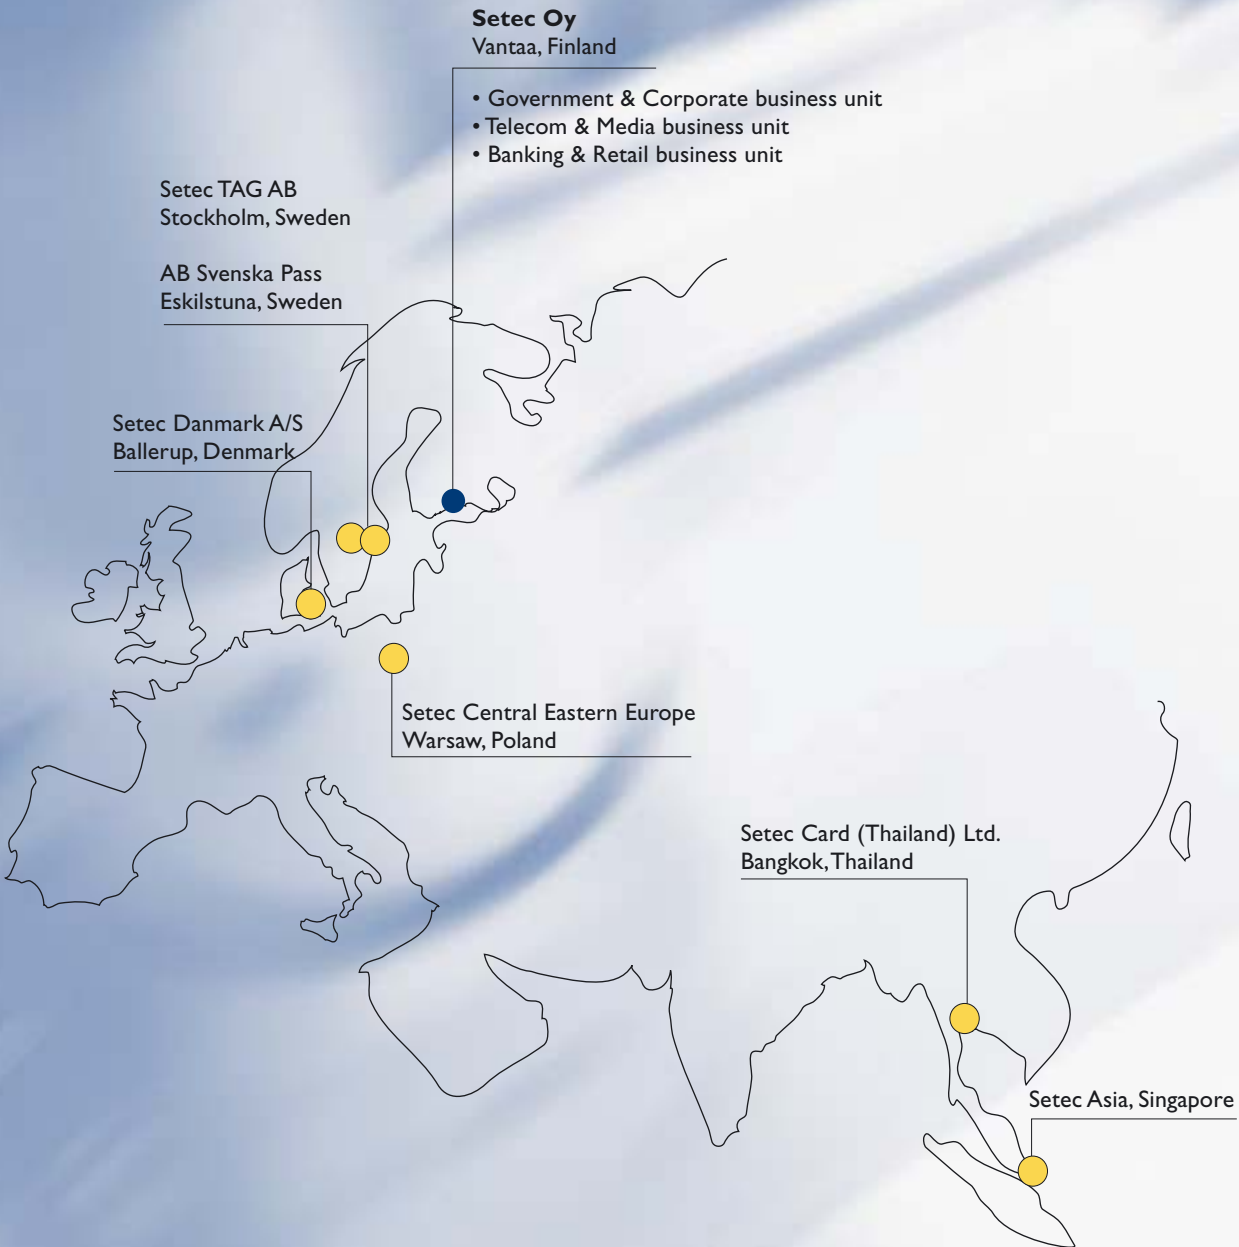 Setec Oy
Vantaa, Finland
• Government & Corporate business unit
• Telecom & Media business unit
• Banking & Retail business unit
Setec TAG AB
Stockholm, Sweden
AB Svenska Pass
Eskilstuna, Sweden
Setec Danmark A/S
Ballerup, Denmark
Setec Central Eastern Europe
Warsaw, Poland
Setec Card (Thailand) Ltd.
Bangkok, Thailand
Setec Asia, Singapore